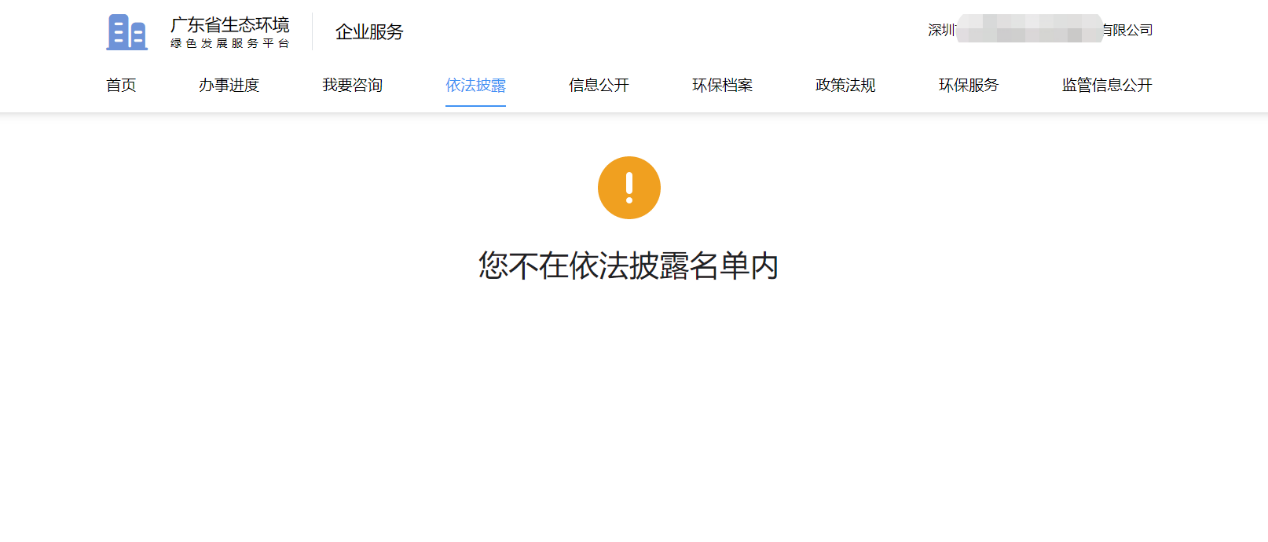 广东省生态环境
绿色发展服务平台
企业服务
深圳 有限公司
首页 办事进度 我要咨询 依法披露 信息公开 环保档案 政策法规 环保服务 监管信息公开
您不在依法披露名单内